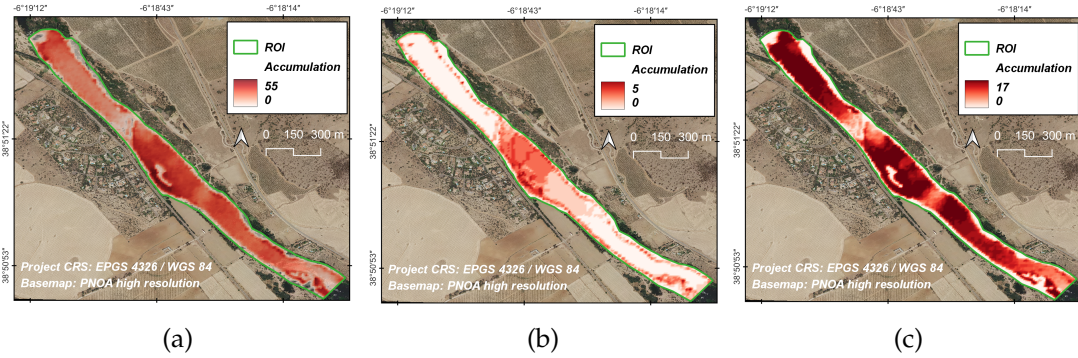 -6°19'12" -6°18'43" -6°18'14"
ROI
Accumulation
55
0
0 150 300 m
38°51'22"
38°50'53"
Project CRS: EPGS 4326 / WGS 84
Basemap: PNOA high resolution
(a)
-6°19'12" -6°18'43" -6°18'14"
ROI
Accumulation
5
0
0 150 300 m
38°51'22"
38°50'53"
Project CRS: EPGS 4326 / WGS 84
Basemap: PNOA high resolution
(b)
-6°19'12" -6°18'43" -6°18'14"
ROI
Accumulation
17
0
0 150 300 m
38°51'22"
38°50'53"
Project CRS: EPGS 4326 / WGS 84
Basemap: PNOA high resolution
(c)